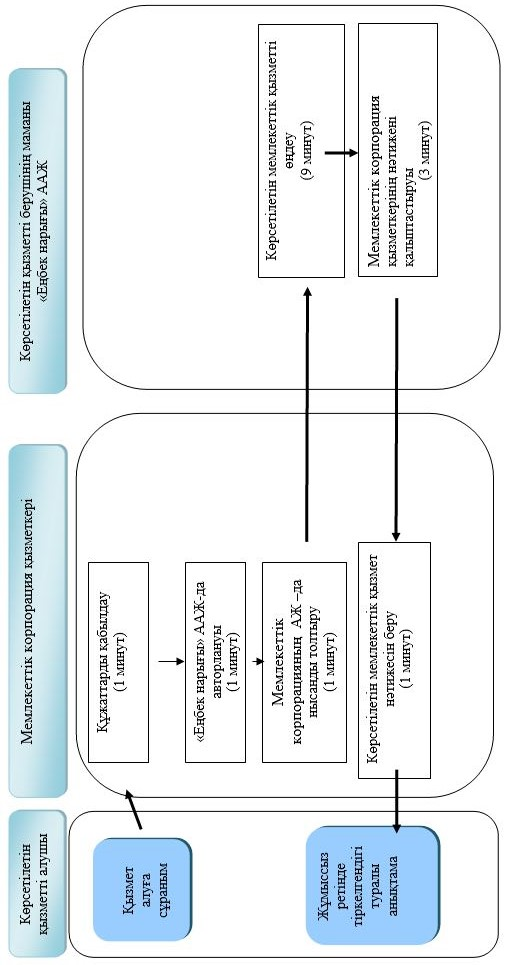 Көрсетілетін
қызметті алушы
Мемлекеттік корпорация қызметкері
Көрсетілетін қызметті берушінің маманы
«Еңбек нарығы» ААЖ
Қызмет
алуға
сұраным
Құжаттарды қабылдау
(1 минут)
«Еңбек нарығы» ААЖ-да
авторлануы
(1 минут)
Мемлекеттік
корпорацияның АЖ –да
нысанды толтыру
(1 минут)
Көрсетілетін мемлекеттік қызметті
өңдеу
(9 минут)
Мемлекеттік корпорация
қызметкерінің нәтижені
қалыптастыруы
(3 минут)
Көрсетілетін мемлекеттік қызмет
нәтижесін беру
(1 минут)
Жұмыссыз
ретінде
тіркелгендігі
туралы
анықтама